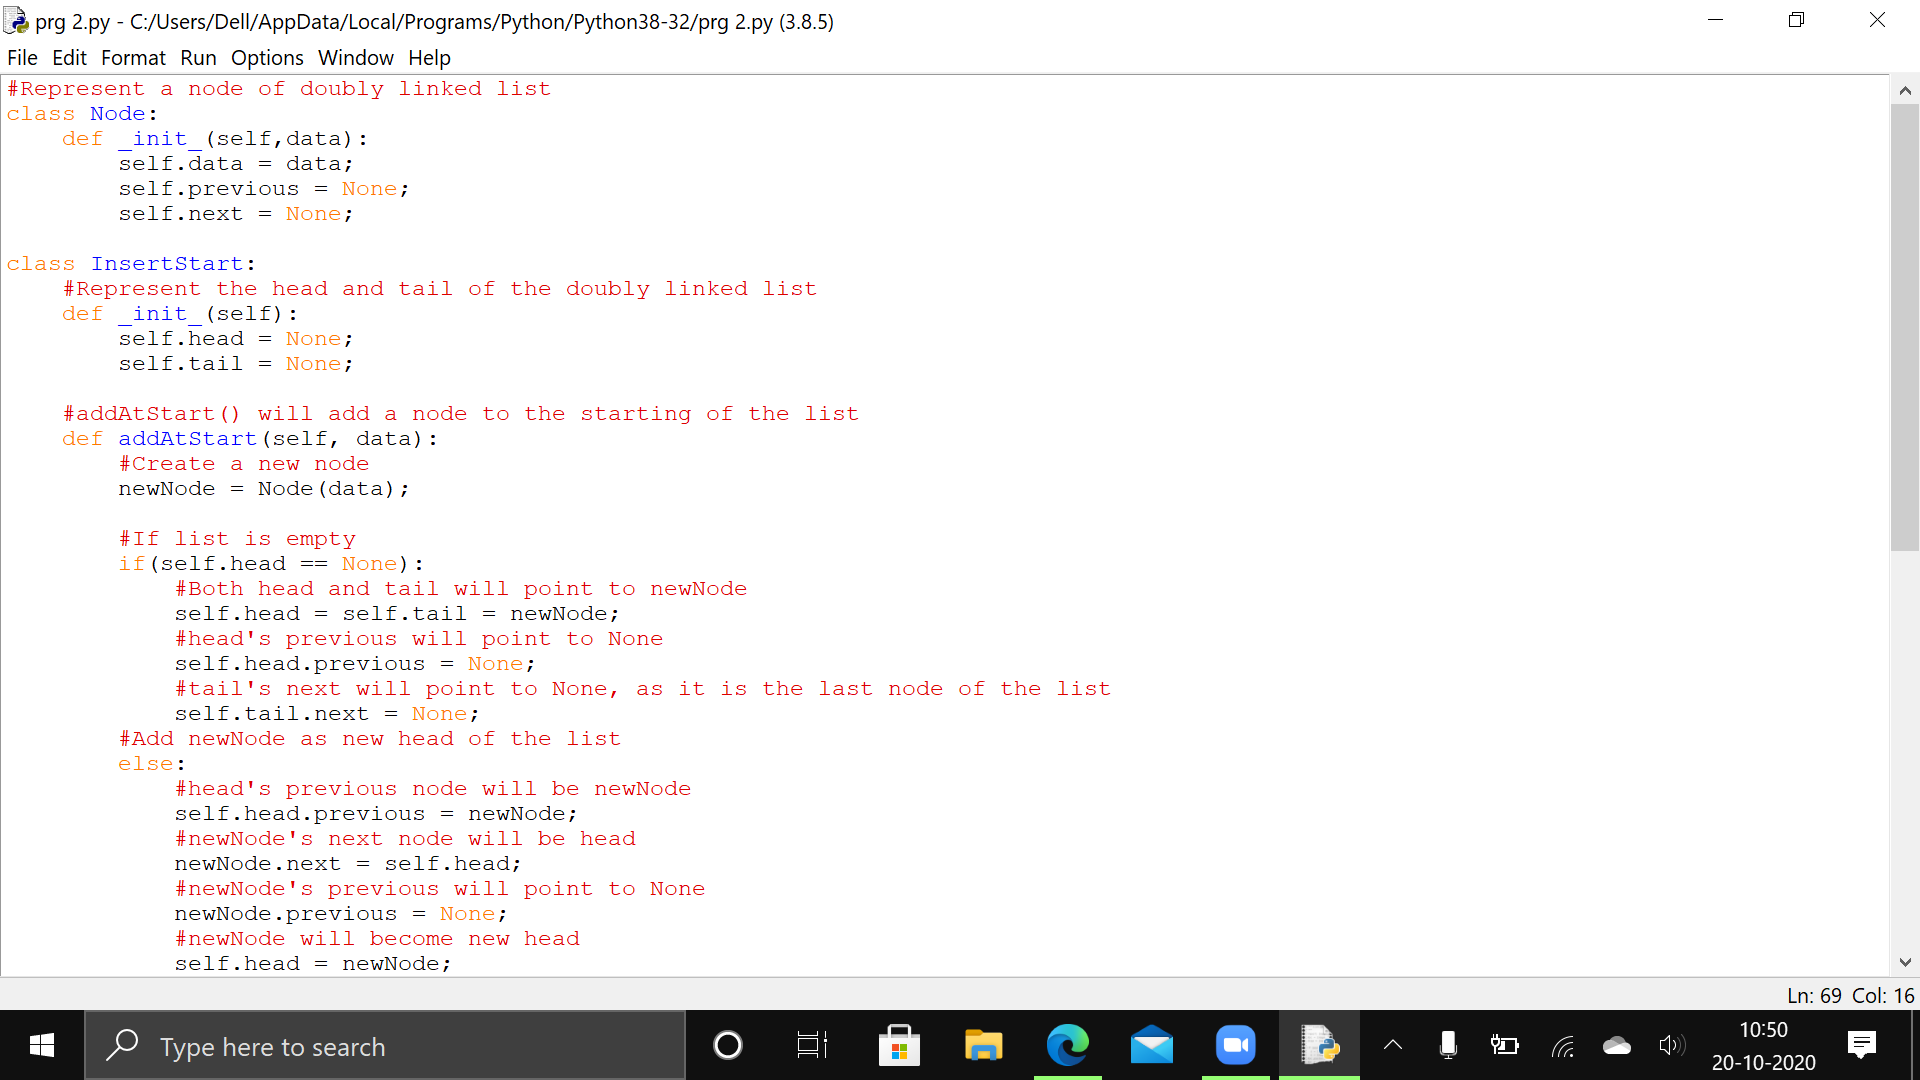 prg 2.py - C:/Users/Dell/AppData/Local/Programs/Python/Python38-32/prg 2.py (3.8.5)
File Edit Format Run Options Window Help
#Represent a node of doubly linked list
class Node:
    def _init_(self,data):
        self.data = data;
        self.previous = None;
        self.next = None;

class InsertStart:
    #Represent the head and tail of the doubly linked list
    def _init_(self):
        self.head = None;
        self.tail = None;

    #addAtStart() will add a node to the starting of the list
    def addAtStart(self, data):
        #Create a new node
        newNode = Node(data);

        #If list is empty
        if(self.head == None):
            #Both head and tail will point to newNode
            self.head = self.tail = newNode;
            #head's previous will point to None
            self.head.previous = None;
            #tail's next will point to None, as it is the last node of the list
            self.tail.next = None;
        #Add newNode as new head of the list
        else:
            #head's previous node will be newNode
            self.head.previous = newNode;
            #newNode's next node will be head
            newNode.next = self.head;
            #newNode's previous will point to None
            newNode.previous = None;
            #newNode will become new head
            self.head = newNode;
Ln: 69 Col: 16
Type here to search
10:50
20-10-2020